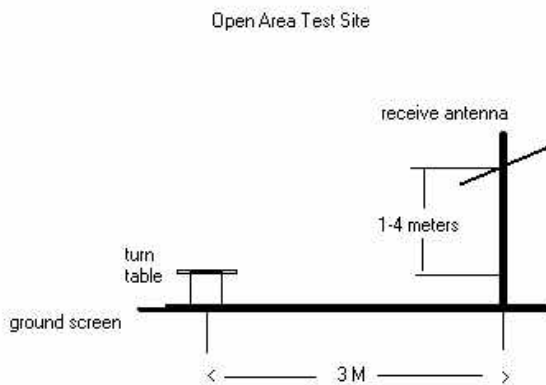 Open Area Test Site
receive antenna
1-4 meters
turn
table
ground screen
3 M